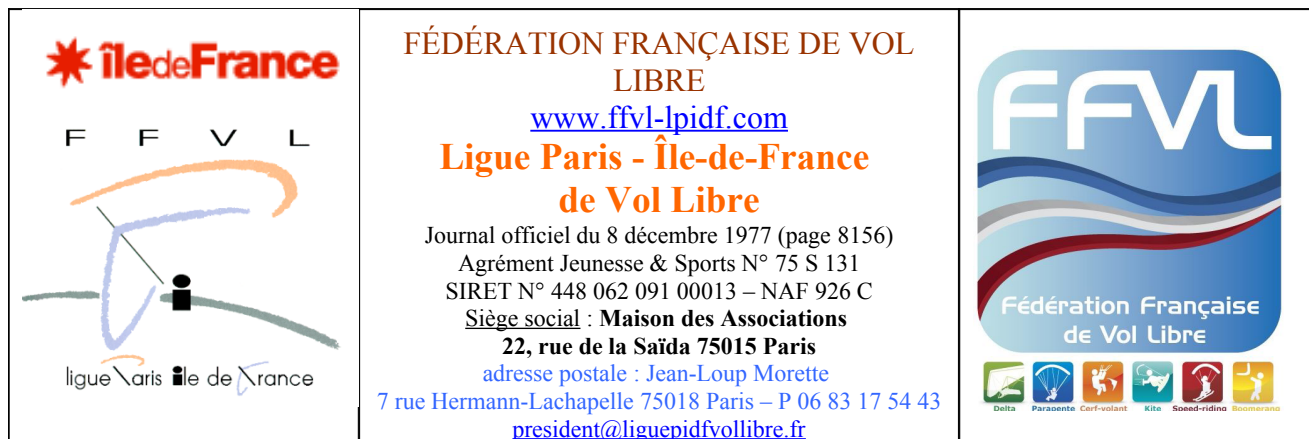 îledeFrance
F F V L
ligue Paris île de France
FÉDÉRATION FRANÇAISE DE VOL
LIBRE
www.ffvl-lpidf.com
Ligue Paris - Île-de-France
de Vol Libre
Journal officiel du 8 décembre 1977 (page 8156)
Agrément Jeunesse & Sports N° 75 S 131
SIRET N° 448 062 091 00013 – NAF 926 C
Siège social : Maison des Associations
22, rue de la Saïda 75015 Paris
adresse postale : Jean-Loup Morette
7 rue Hermann-Lachapelle 75018 Paris – P 06 83 17 54 43
president@liguepidfvollibre.fr
FFVL
Fédération Française
de Vol Libre
Delta Parapente Cerf-volant Kite Speed-riding Boomerang